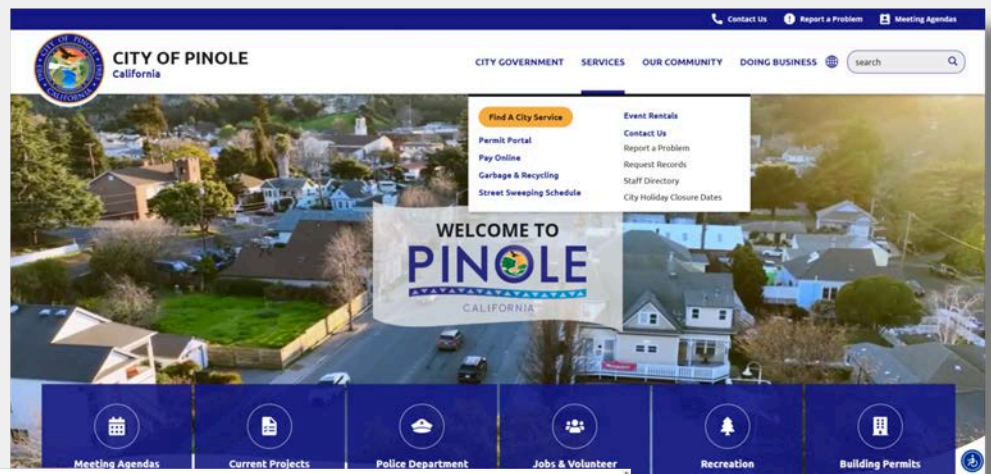 Contact Us Report a Problem Meeting Agendas
CITY OF PINOLE
California
CITY GOVERNMENT SERVICES OUR COMMUNITY DOING BUSINESS search
Find A City Service
Permit Portal
Pay Online
Garbage & Recycling
Street Sweeping Schedule
Event Rentals
Contact Us
Report a Problem
Request Records
Staff Directory
City Holiday Closure Dates
WELCOME TO
PINOLE
CALIFORNIA
Meeting Agendas Current Projects Police Department Jobs & Volunteer Recreation Building Permits